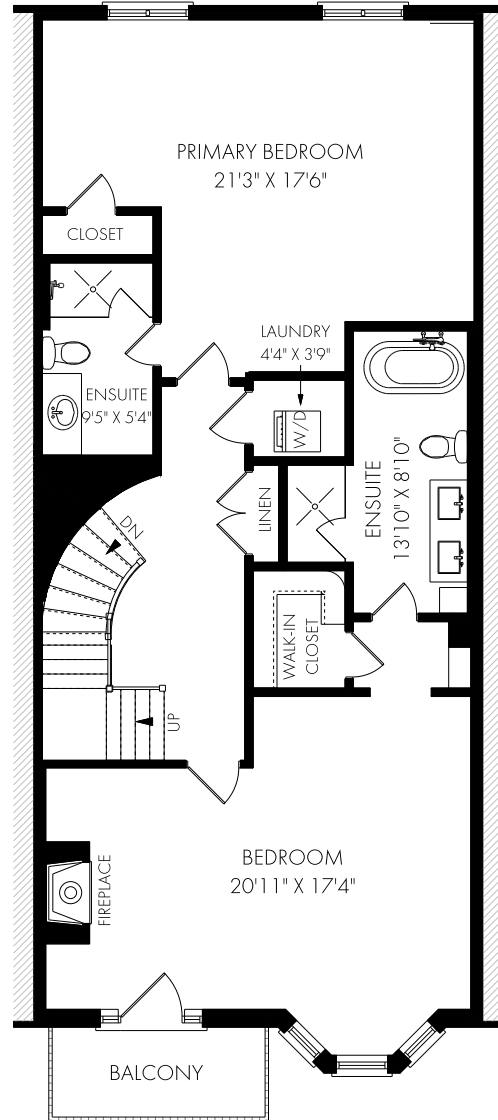 PRIMARY BEDROOM
21'3" X 17'6"
CLOSET
LAUNDRY
4'4" X 3'9"
W/D
ENSUITE
9'5" X 5'4"
ENSUITE
13'10" X 8'10"
LINEN
DN
WALK-IN
CLOSET
UP
BEDROOM
20'11" X 17'4"
FIREPLACE
BALCONY